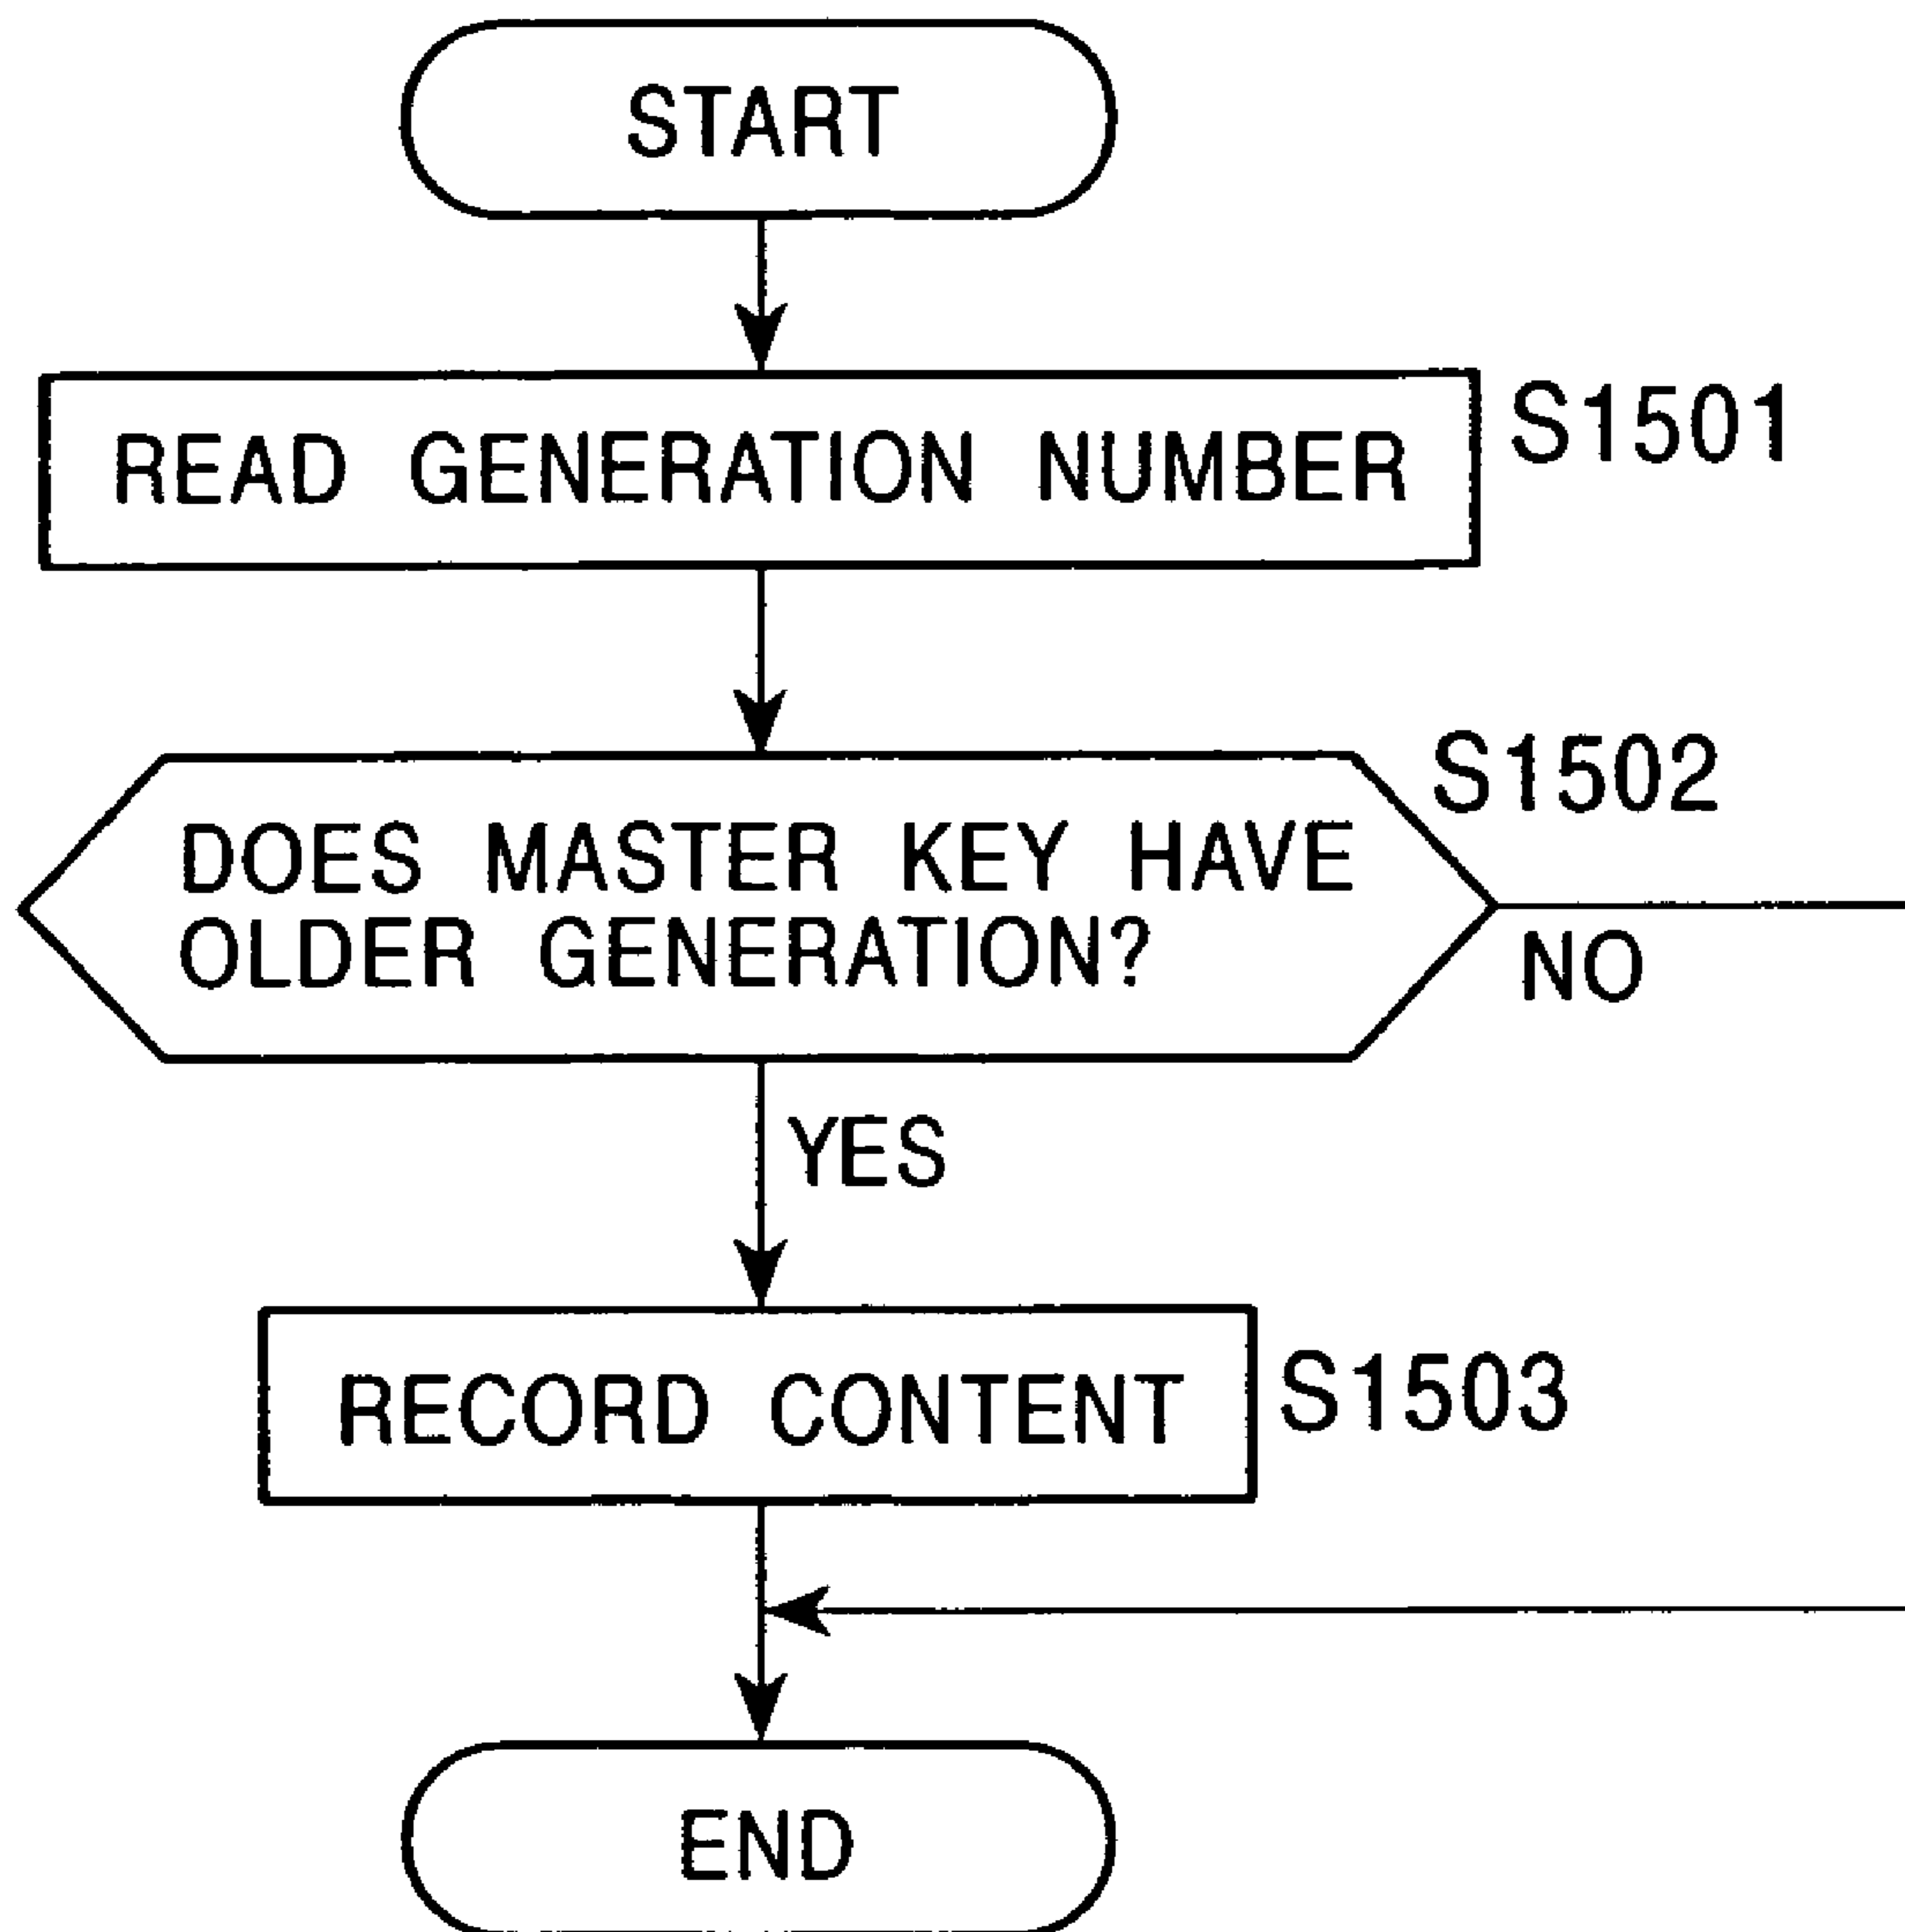 START
READ GENERATION NUMBER
S1501
S1502
DOES MASTER KEY HAVE
OLDER GENERATION?
NO
YES
RECORD CONTENT
S1503
END